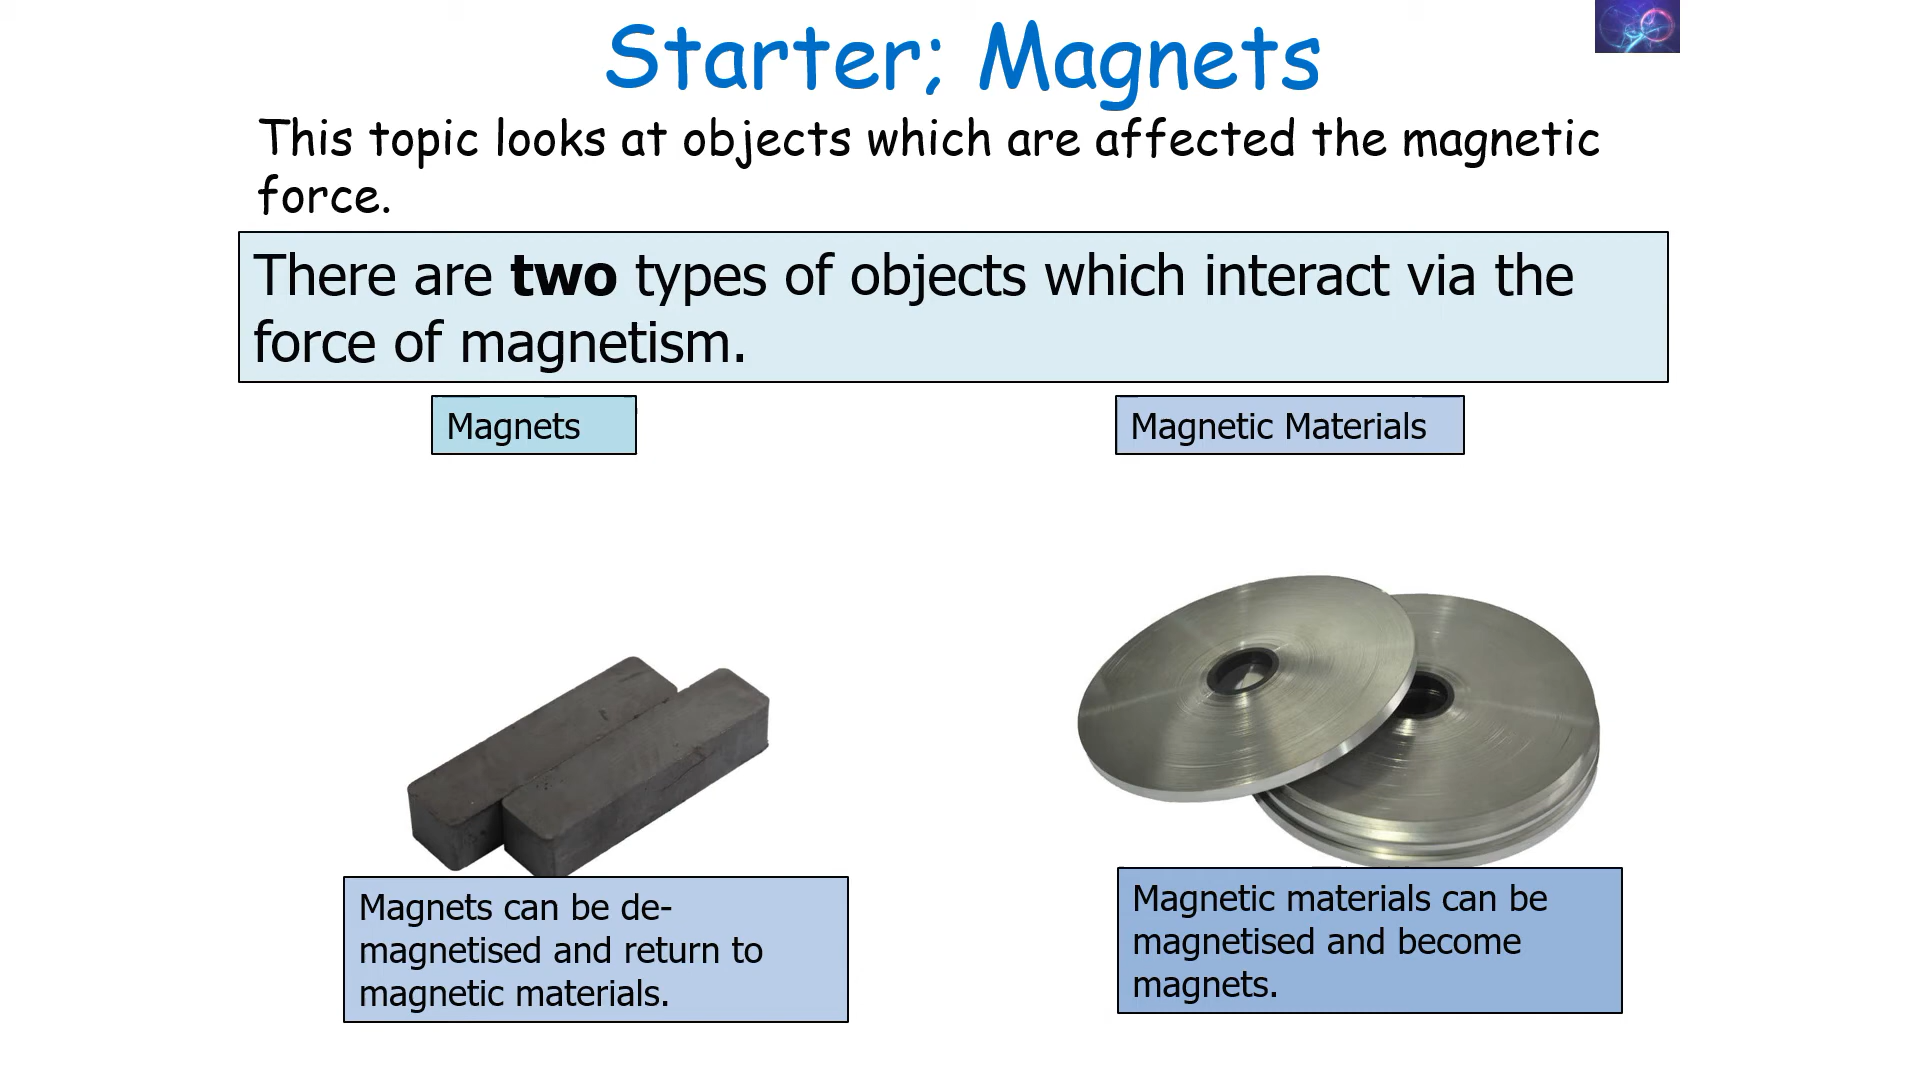 Starter; Magnets
This topic looks at objects which are affected the magnetic
force.
There are two types of objects which interact via the
force of magnetism.
Magnets
Magnetic Materials
Magnets can be de-
magnetised and return to
magnetic materials.
Magnetic materials can be
magnetised and become
magnets.